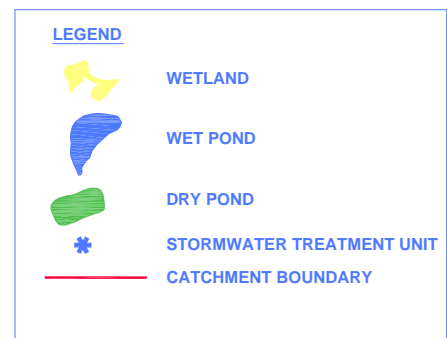 LEGEND
WETLAND
WET POND
DRY POND
STORMWATER TREATMENT UNIT
CATCHMENT BOUNDARY